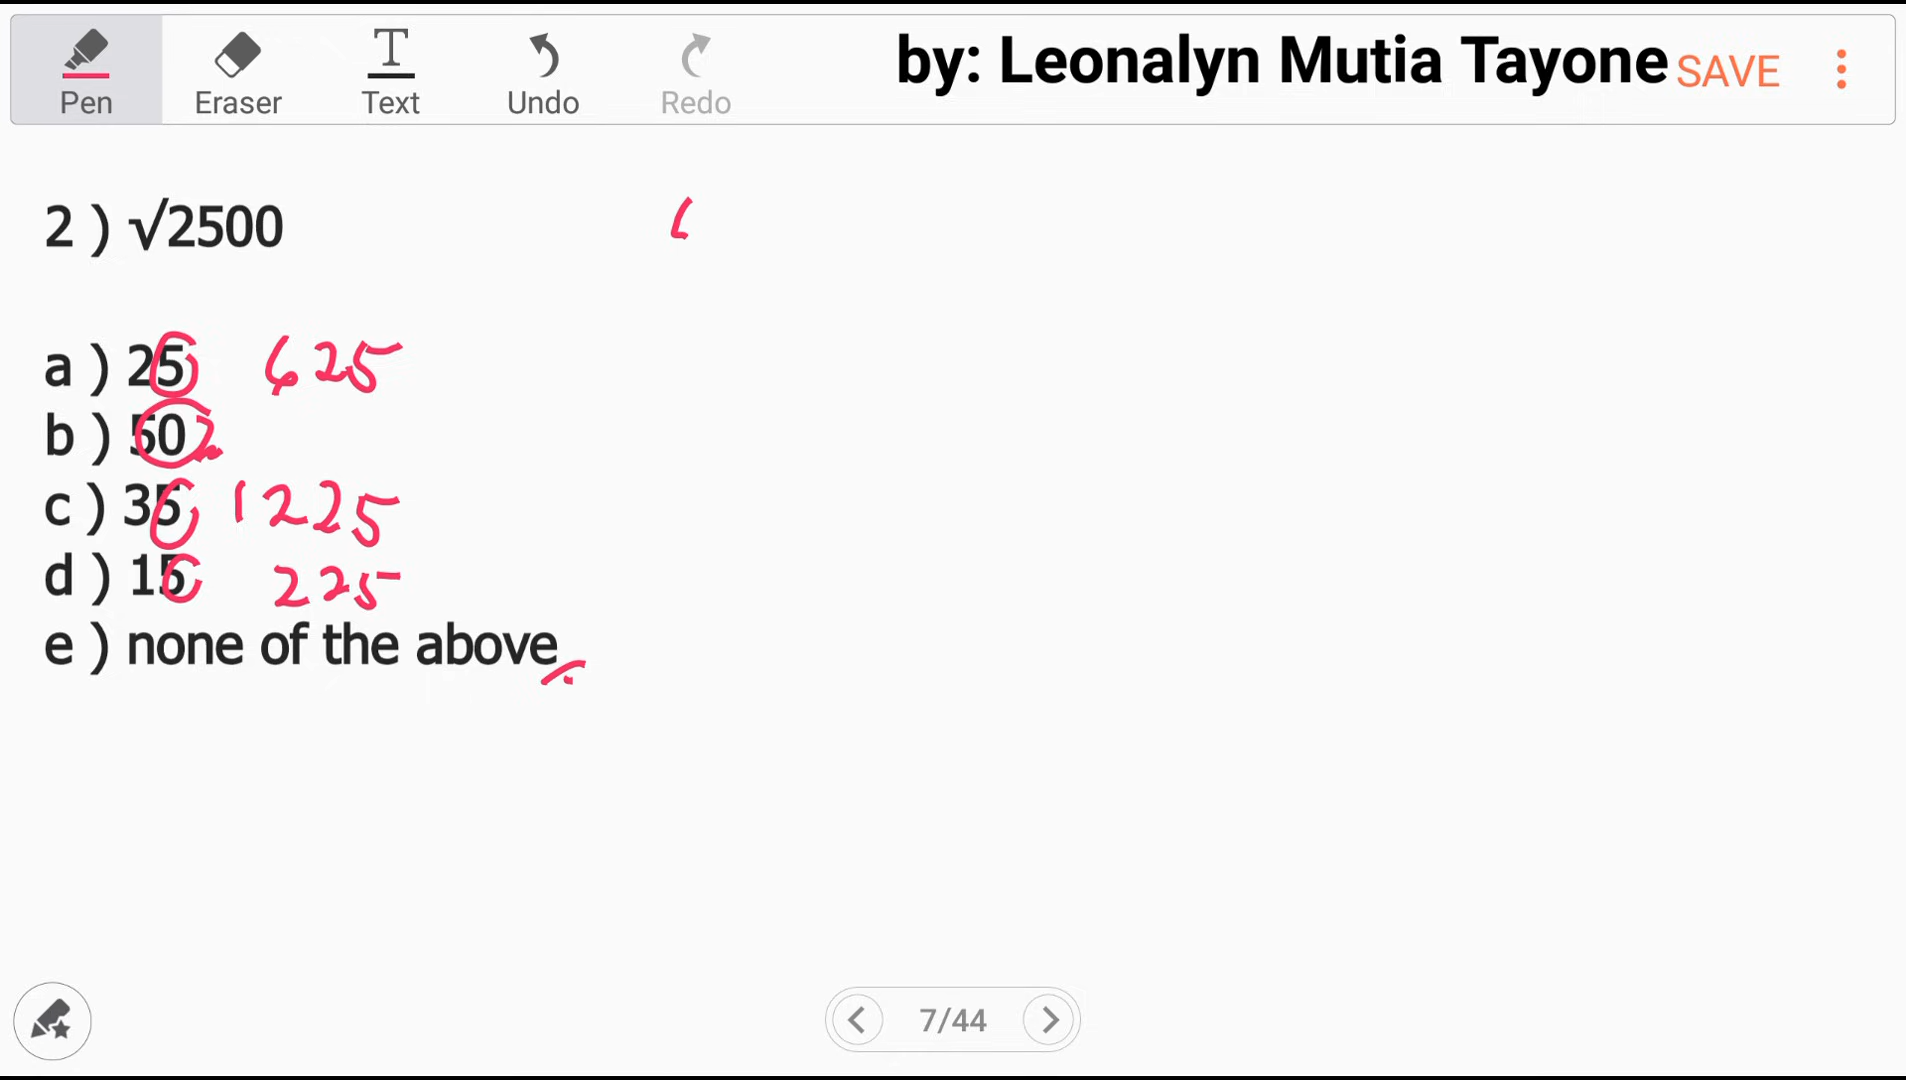 Pen Eraser Text Undo Redo by: Leonalyn Mutia Tayone SAVE
2 ) √2500
a ) 25 625
b ) 50
c ) 35 1225
d ) 15 225
e ) none of the above
7/44